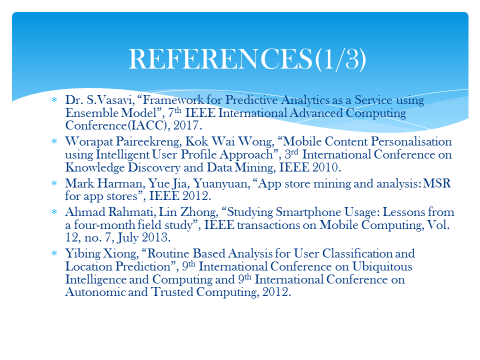 REFERENCES(1/3)
* Dr. S.Vasavi, “Framework for Predictive Analytics as a Service using
Ensemble Model”, 7th IEEE International Advanced Computing
Conference(IACC), 2017.
* Worapat Paireekreng, Kok Wai Wong, “Mobile Content Personalisation
using Intelligent User Profile Approach”, 3rd International Conference on
Knowledge Discovery and Data Mining, IEEE 2010.
* Mark Harman, Yue Jia, Yuanyuan, “App store mining and analysis: MSR
for app stores”, IEEE 2012.
* Ahmad Rahmati, Lin Zhong, “Studying Smartphone Usage: Lessons from
a four-month field study”, IEEE transactions on Mobile Computing, Vol.
12, no. 7, July 2013.
* Yibing Xiong, “Routine Based Analysis for User Classification and
Location Prediction”, 9th International Conference on Ubiquitous
Intelligence and Computing and 9th International Conference on
Autonomic and Trusted Computing, 2012.